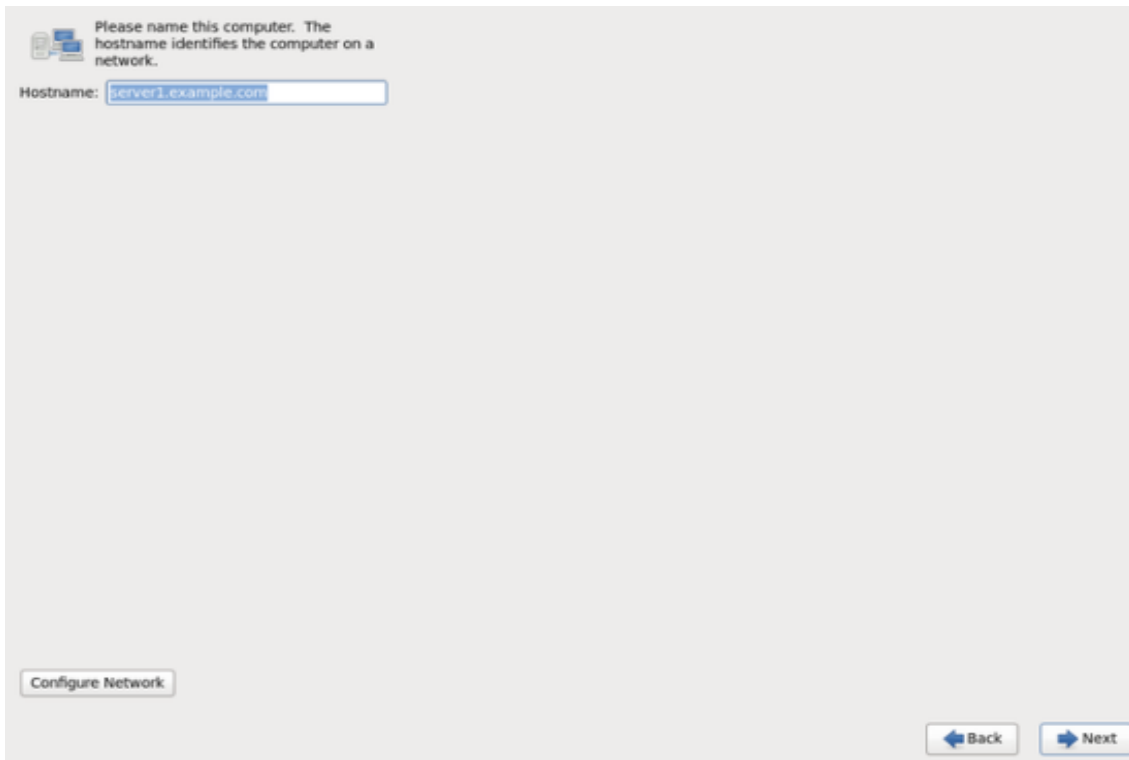 Please name this computer.  The
hostname identifies the computer on a
network.
Hostname: server1.example.com
Configure Network
Back
Next